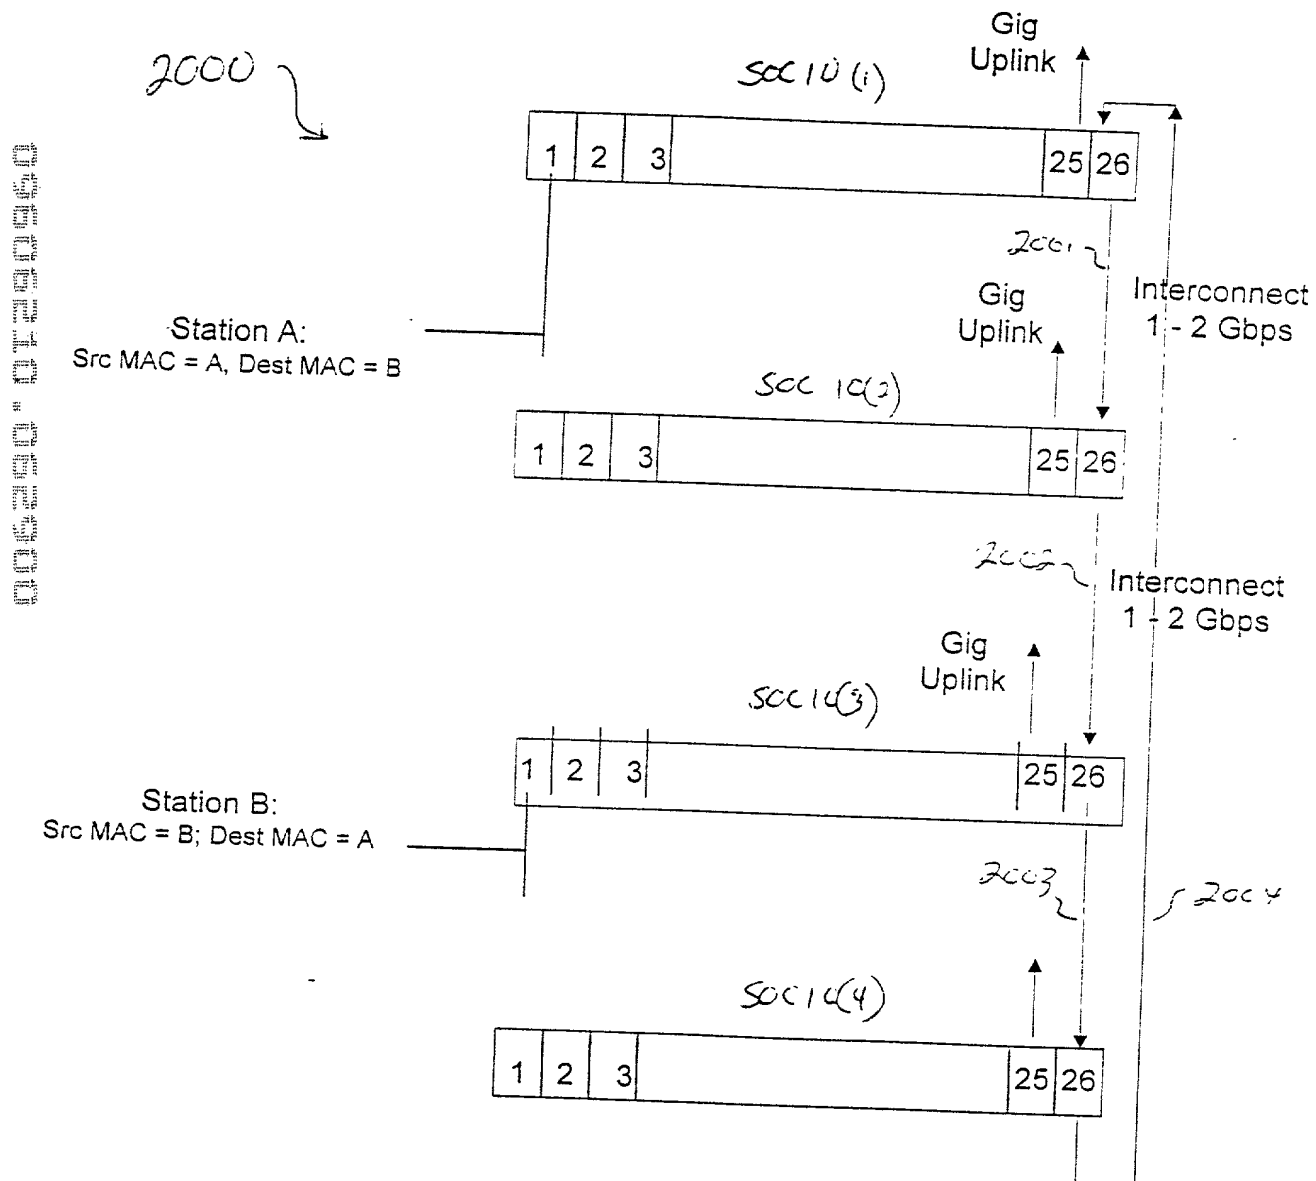 2000
SOC 10 (1)
Gig
Uplink
1 2 3 25 26
2001
Gig
Uplink
Interconnect
1 - 2 Gbps
Station A:
Src MAC = A, Dest MAC = B
SOC 10(2)
1 2 3 25 26
2002
Interconnect
1 - 2 Gbps
Gig
Uplink
SOC 10(3)
1 2 3 25 26
Station B:
Src MAC = B; Dest MAC = A
2003
2004
SOC 10(4)
1 2 3 25 26
09608210.062900